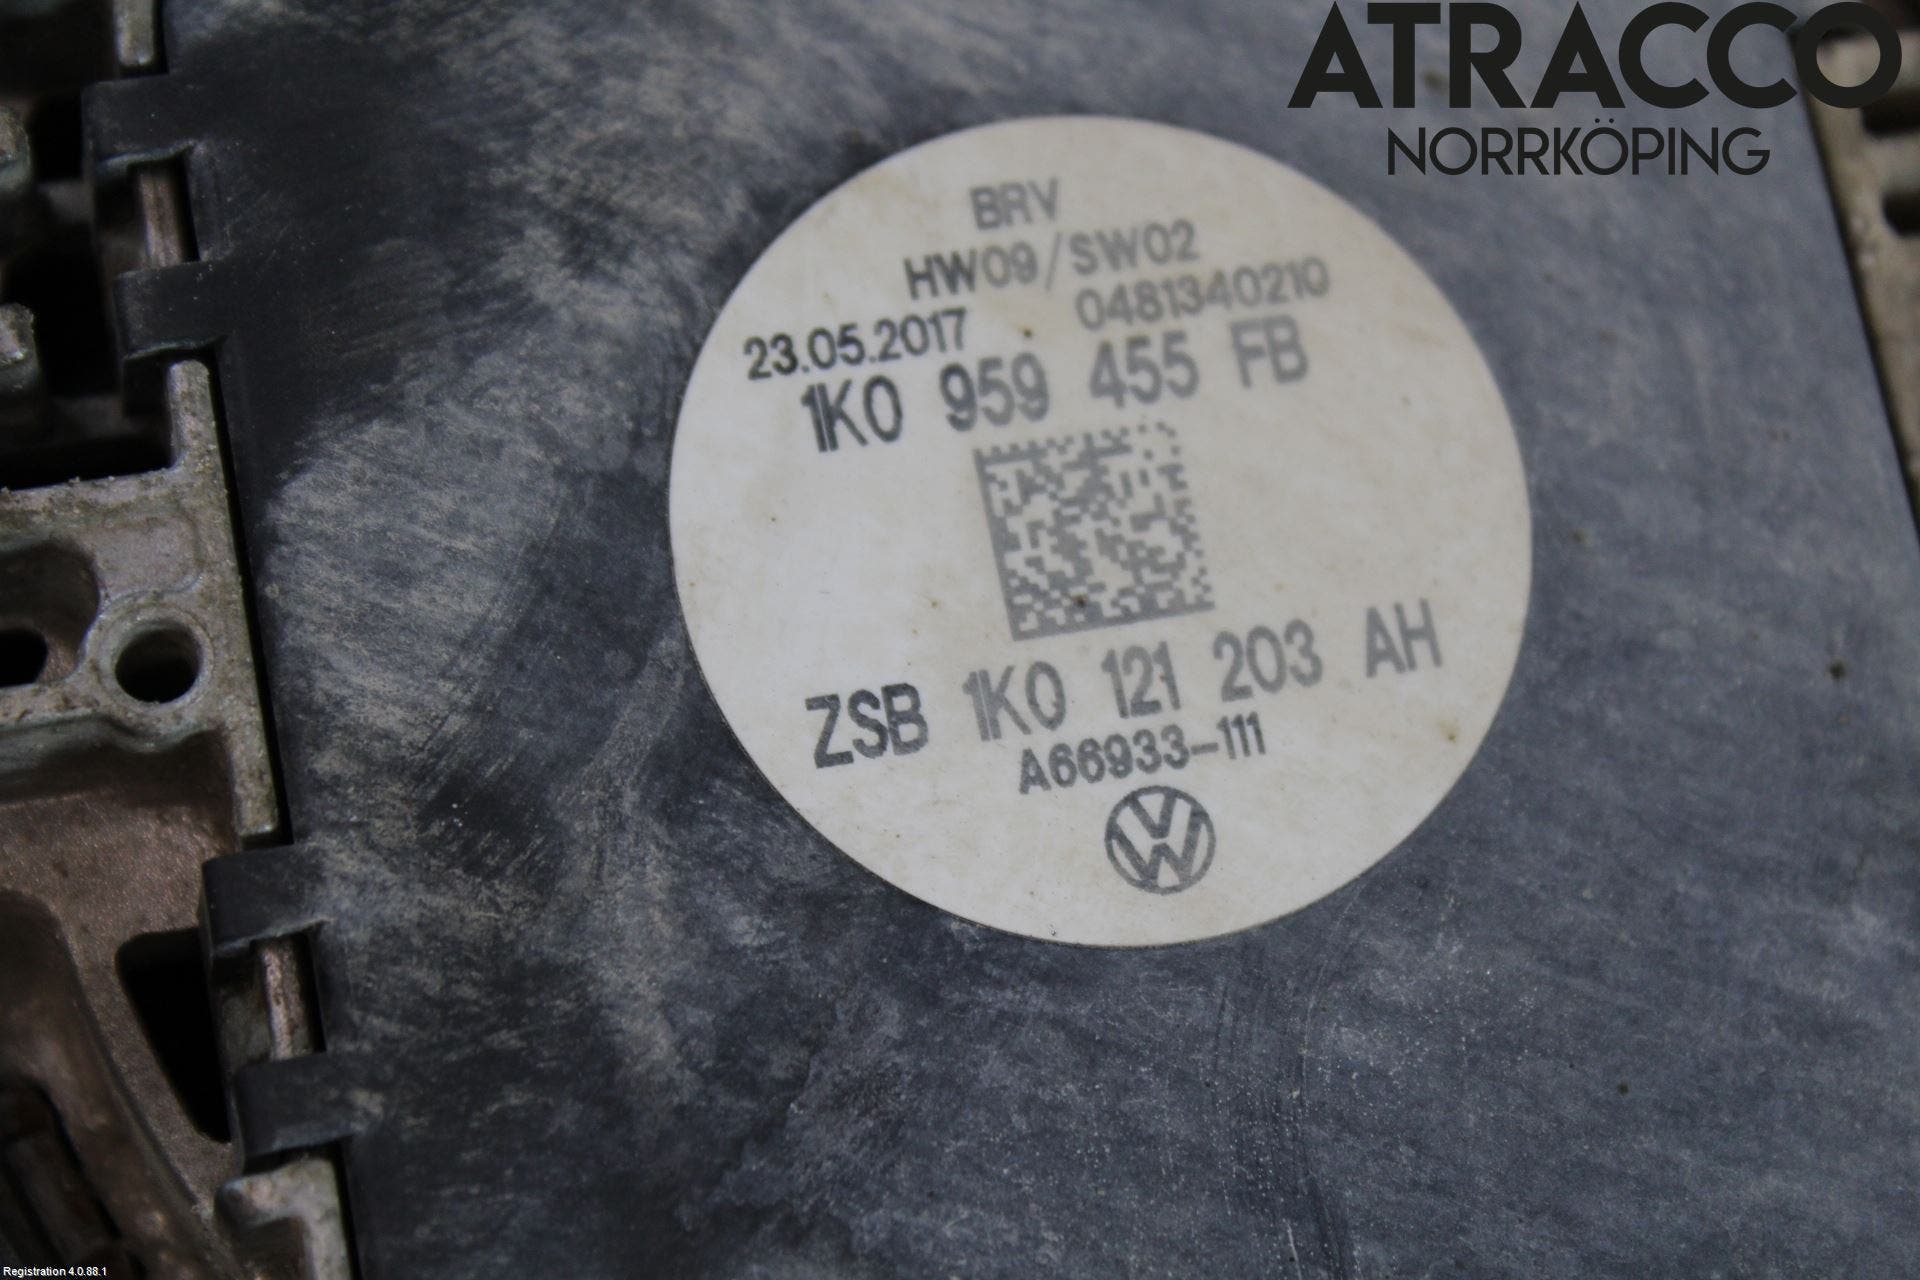 ATRACCO
NORRKÖPING
BRV
HW09/SW02
23.05.2017 0481340210
1K0 959 455 FB
ZSB 1K0 121 203 AH
A66933-111
VW
Registration 4.0.88.1